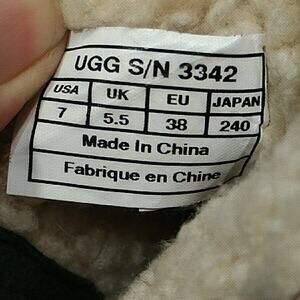 UGG S/N 3342
USA UK EU JAPAN
7 5.5 38 240
Made In China
Fabrique en Chine